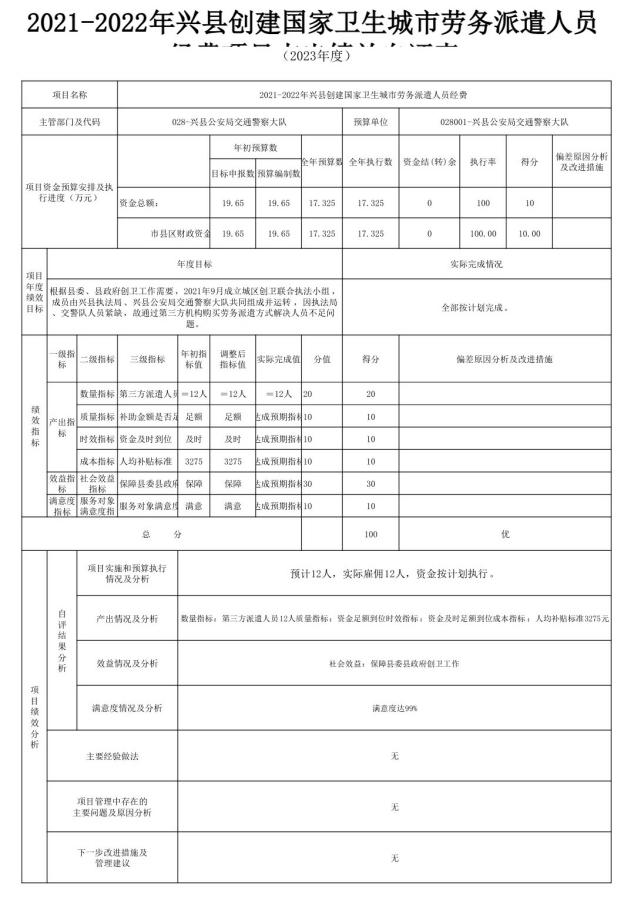 2021-2022年兴县创建国家卫生城市劳务派遣人员
（2023年度）
项目名称 2021-2022年兴县创建国家卫生城市劳务派遣人员经费
主管部门及代码 028-兴县公安局交通警察大队 预算单位 028001-兴县公安局交通警察大队
项目资金预算安排及执行进度（万元）
年初预算数 全年预算数 全年执行数 资金结(转)余 执行率 得分 偏差原因分析及改进措施
目标申报数 预算编制数
资金总额： 19.65 19.65 17.325 17.325 0 100 10
市县区财政资金 19.65 19.65 17.325 17.325 0 100.00 10.00
项目年度绩效目标
年度目标 实际完成情况
根据县委、县政府创卫工作需要，2021年9月成立城区创卫联合执法小组，
成员由兴县执法局、兴县公安局交通警察大队共同组成并运转，因执法局
、交警队人员紧缺，故通过第三方机构购买劳务派遣方式解决人员不足问
题。
全部按计划完成。
绩效指标
一级指标 二级指标 三级指标 年初指标值 调整后指标值 实际完成值 分值 得分 偏差原因分析及改进措施
产出指标
数量指标 第三方派遣人员 ＝12人 ＝12人 ＝12人 20 20
质量指标 补助金额是否足 足额 足额 达成预期指标 10 10
时效指标 资金及时到位 及时 及时 达成预期指标 10 10
成本指标 人均补贴标准 3275 3275 达成预期指标 10 10
效益指标 社会效益指标 保障县委县政府 保障 保障 达成预期指标 30 30
满意度指标 服务对象满意度指 服务对象满意度 满意 满意 达成预期指标 10 10
总 分 100 优
项目绩效分析
自评结果分析
项目实施和预算执行情况及分析 预计12人，实际雇佣12人，资金按计划执行。
产出情况及分析 数量指标：第三方派遣人员12人质量指标：资金足额到位时效指标：资金及时足额到位成本指标：人均补贴标准3275元
效益情况及分析 社会效益：保障县委县政府创卫工作
满意度情况及分析 满意度达99%
主要经验做法 无
项目管理中存在的主要问题及原因分析 无
下一步改进措施及管理建议 无